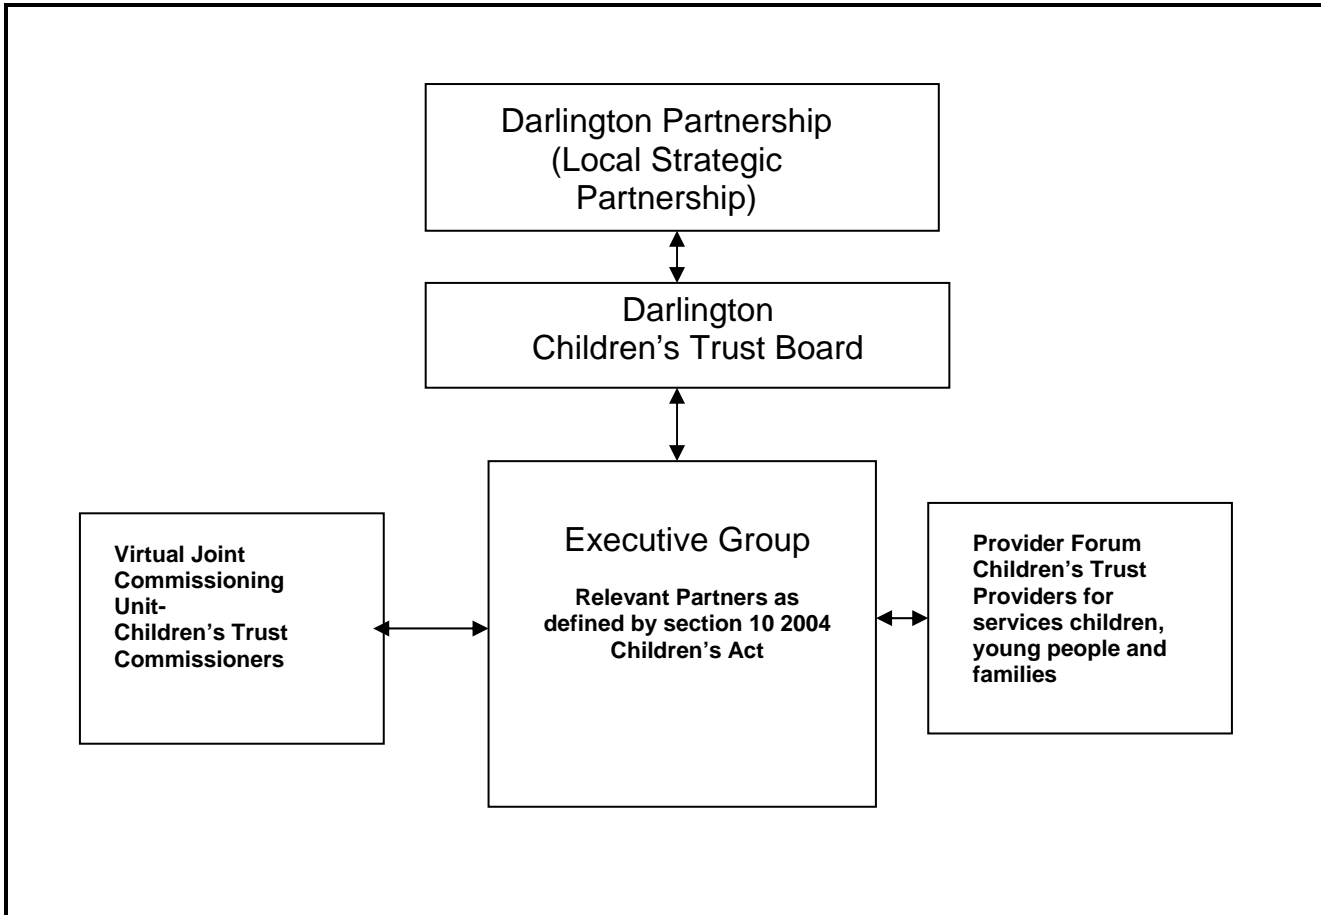 Darlington Partnership
(Local Strategic
Partnership)
Darlington
Children’s Trust Board
Virtual Joint
Commissioning
Unit-
Children’s Trust
Commissioners
Executive Group
Relevant Partners as
defined by section 10 2004
Children’s Act
Provider Forum
Children’s Trust
Providers for
services children,
young people and
families